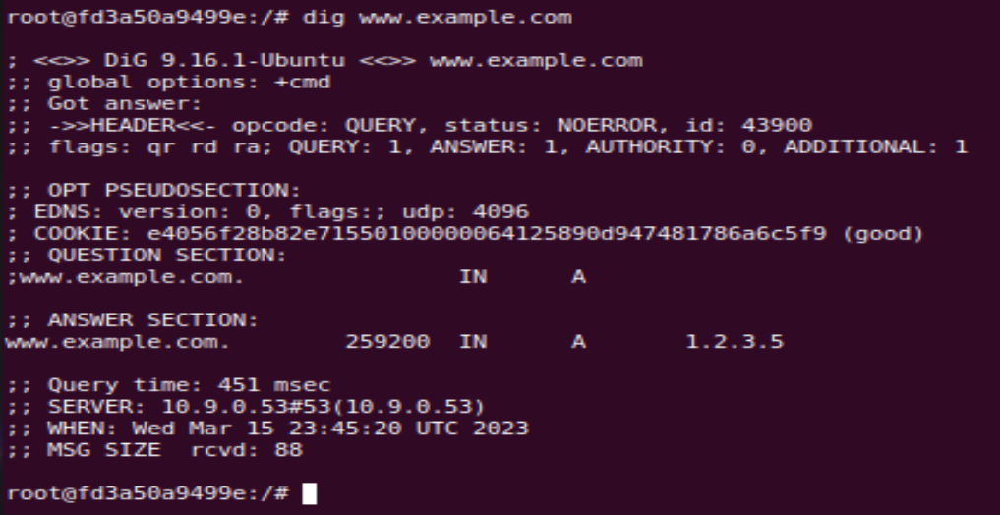 root@fd3a50a9499e:/# dig www.example.com
; <<>> DiG 9.16.1-Ubuntu <<>> www.example.com
;; global options: +cmd
;; Got answer:
;; ->>HEADER<<- opcode: QUERY, status: NOERROR, id: 43900
;; flags: qr rd ra; QUERY: 1, ANSWER: 1, AUTHORITY: 0, ADDITIONAL: 1
;; OPT PSEUDOSECTION:
; EDNS: version: 0, flags:; udp: 4096
; COOKIE: e4056f28b82e71550100000064125890d947481786a6c5f9 (good)
;; QUESTION SECTION:
;www.example.com. IN A
;; ANSWER SECTION:
www.example.com. 259200 IN A 1.2.3.5
;; Query time: 451 msec
;; SERVER: 10.9.0.53#53(10.9.0.53)
;; WHEN: Wed Mar 15 23:45:20 UTC 2023
;; MSG SIZE rcvd: 88
root@fd3a50a9499e:/#